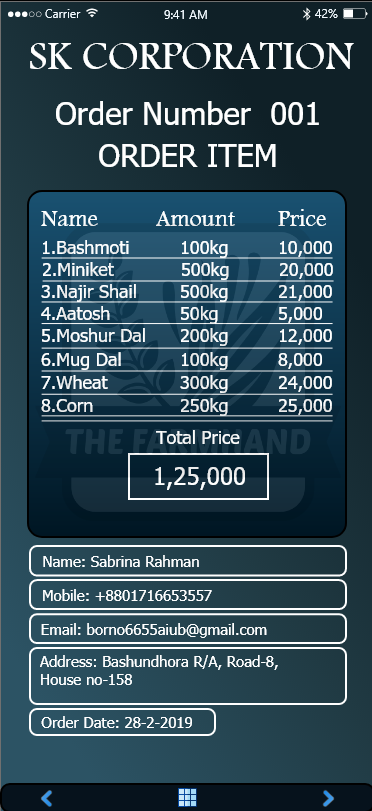 Carrier 9:41 AM 42%
SK CORPORATION
Order Number 001
ORDER ITEM
Name Amount Price
1.Bashmoti 100kg 10,000
2.Miniket 500kg 20,000
3.Najir Shail 500kg 21,000
4.Aatosh 50kg 5,000
5.Moshur Dal 200kg 12,000
6.Mug Dal 100kg 8,000
7.Wheat 300kg 24,000
8.Corn 250kg 25,000
THE FARMHAND
Total Price
1,25,000
Name: Sabrina Rahman
Mobile: +8801716653557
Email: borno6655aiub@gmail.com
Address: Bashundhora R/A, Road-8,
House no-158
Order Date: 28-2-2019